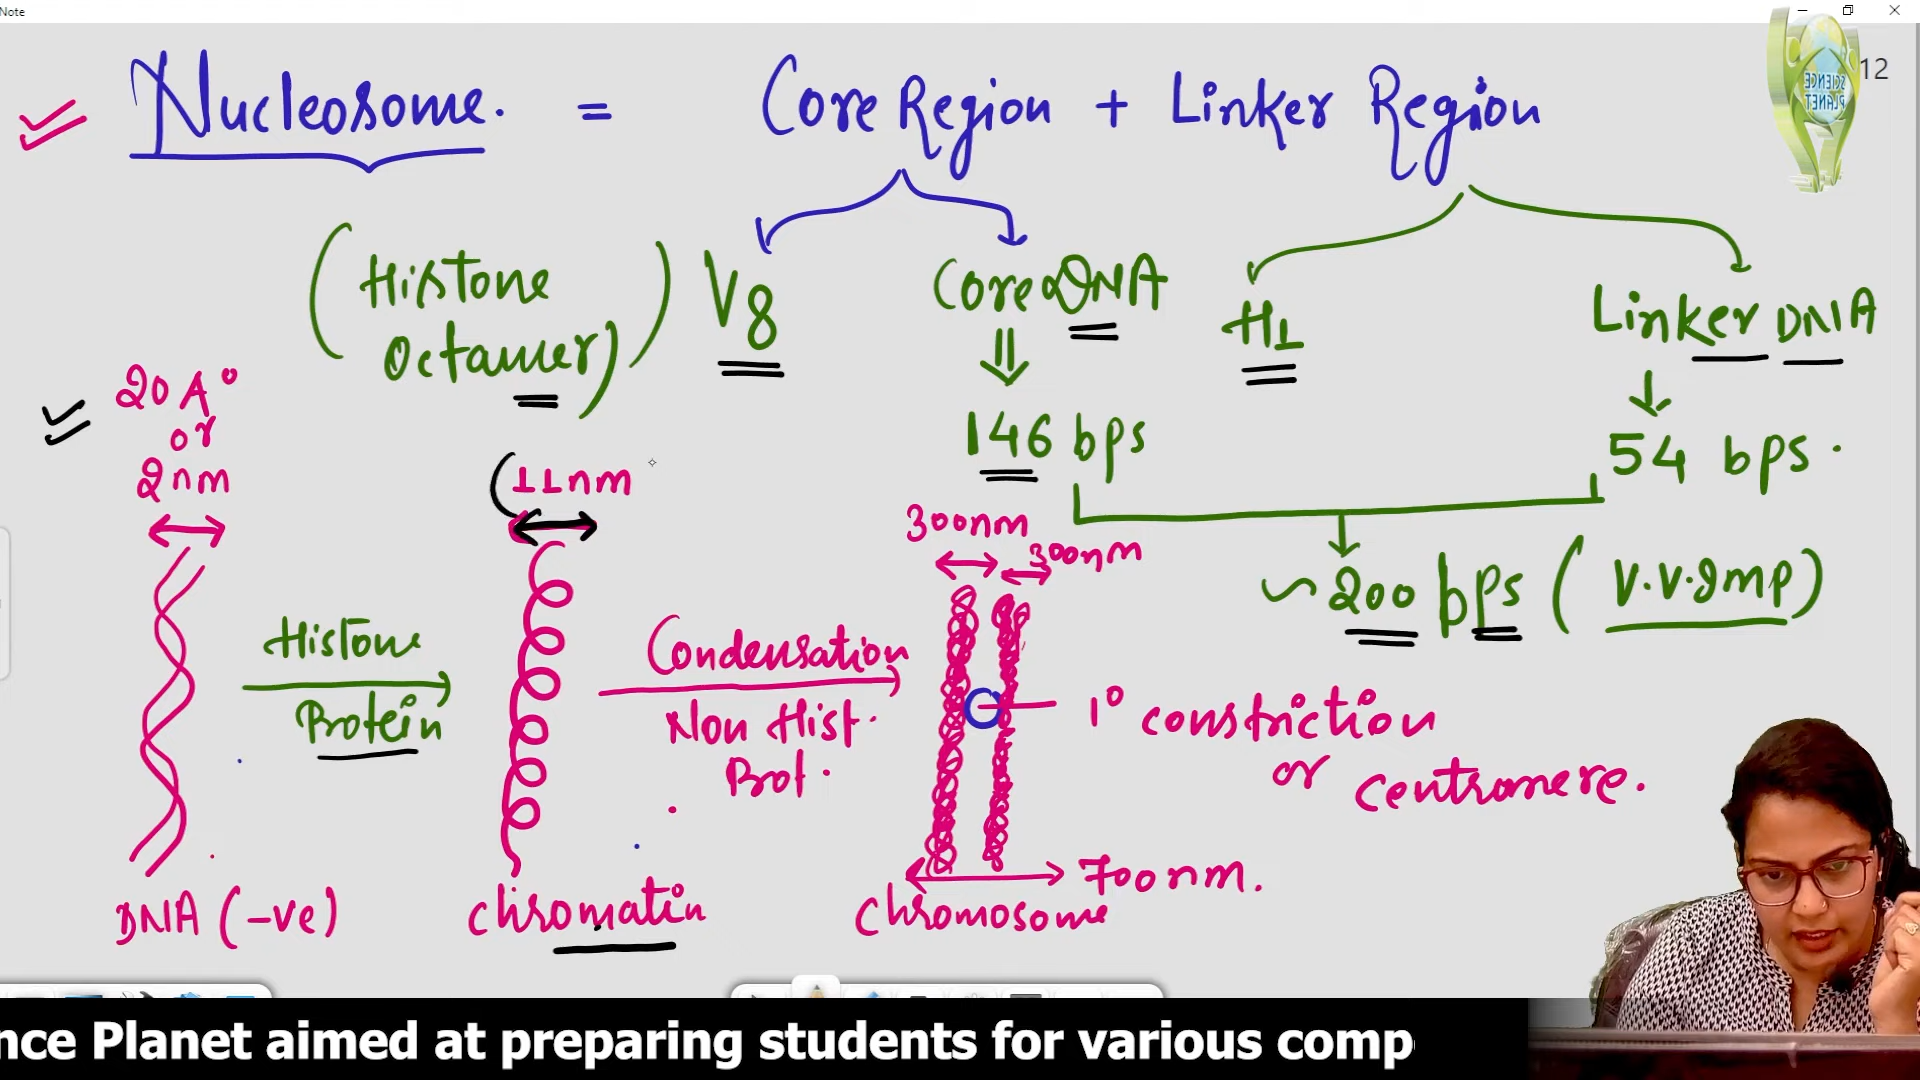 Note
12
SCIENCE
PLANET
Nucleosome. = Core Region + Linker Region
(Histone Octamer) V8
Core DNA
⇓
146 bps
H1
Linker DNA
↓
54 bps.
~200 bps (V.V.Imp)
20 A°
or
2nm
(11nm
300nm
300nm
Histone
Protein
Condensation
Non Hist.
Prot.
1° constriction
or centromere.
700nm.
DNA (-ve)
chromatin
Chromosome
nce Planet aimed at preparing students for various comp